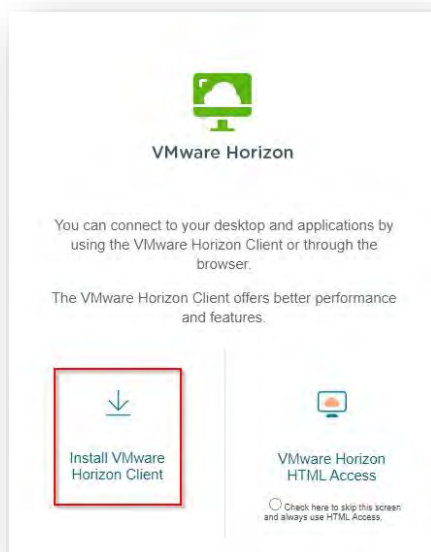 VMware Horizon
You can connect to your desktop and applications by
using the VMware Horizon Client or through the
browser.
The VMware Horizon Client offers better performance
and features.
Install VMware
Horizon Client
VMware Horizon
HTML Access
Check here to skip this screen
and always use HTML Access.